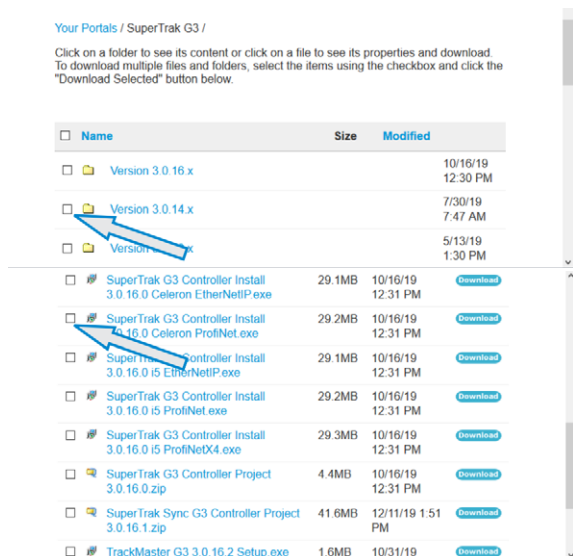 Your Portals / SuperTrak G3 /
Click on a folder to see its content or click on a file to see its properties and download.
To download multiple files and folders, select the items using the checkbox and click the
"Download Selected" button below.
Name Size Modified
Version 3.0.16.x 10/16/19
12:30 PM
Version 3.0.14.x 7/30/19
7:47 AM
Version x 5/13/19
1:30 PM
SuperTrak G3 Controller Install 29.1MB 10/16/19 Download
3.0.16.0 Celeron EtherNetIP.exe 12:31 PM
SuperTrak G3 Controller Install 29.2MB 10/16/19 Download
3.0.16.0 Celeron ProfiNet.exe 12:31 PM
SuperTrak G3 Controller Install 29.1MB 10/16/19 Download
3.0.16.0 i5 EtherNetIP.exe 12:31 PM
SuperTrak G3 Controller Install 29.2MB 10/16/19 Download
3.0.16.0 i5 ProfiNet.exe 12:31 PM
SuperTrak G3 Controller Install 29.3MB 10/16/19 Download
3.0.16.0 i5 ProfiNetX4.exe 12:31 PM
SuperTrak G3 Controller Project 4.4MB 10/16/19 Download
3.0.16.0.zip 12:31 PM
SuperTrak Sync G3 Controller Project 41.6MB 12/11/19 1:51 Download
3.0.16.1.zip PM
TrackMaster G3 3.0.16.2 Setup.exe 1.6MB 10/31/19 Download